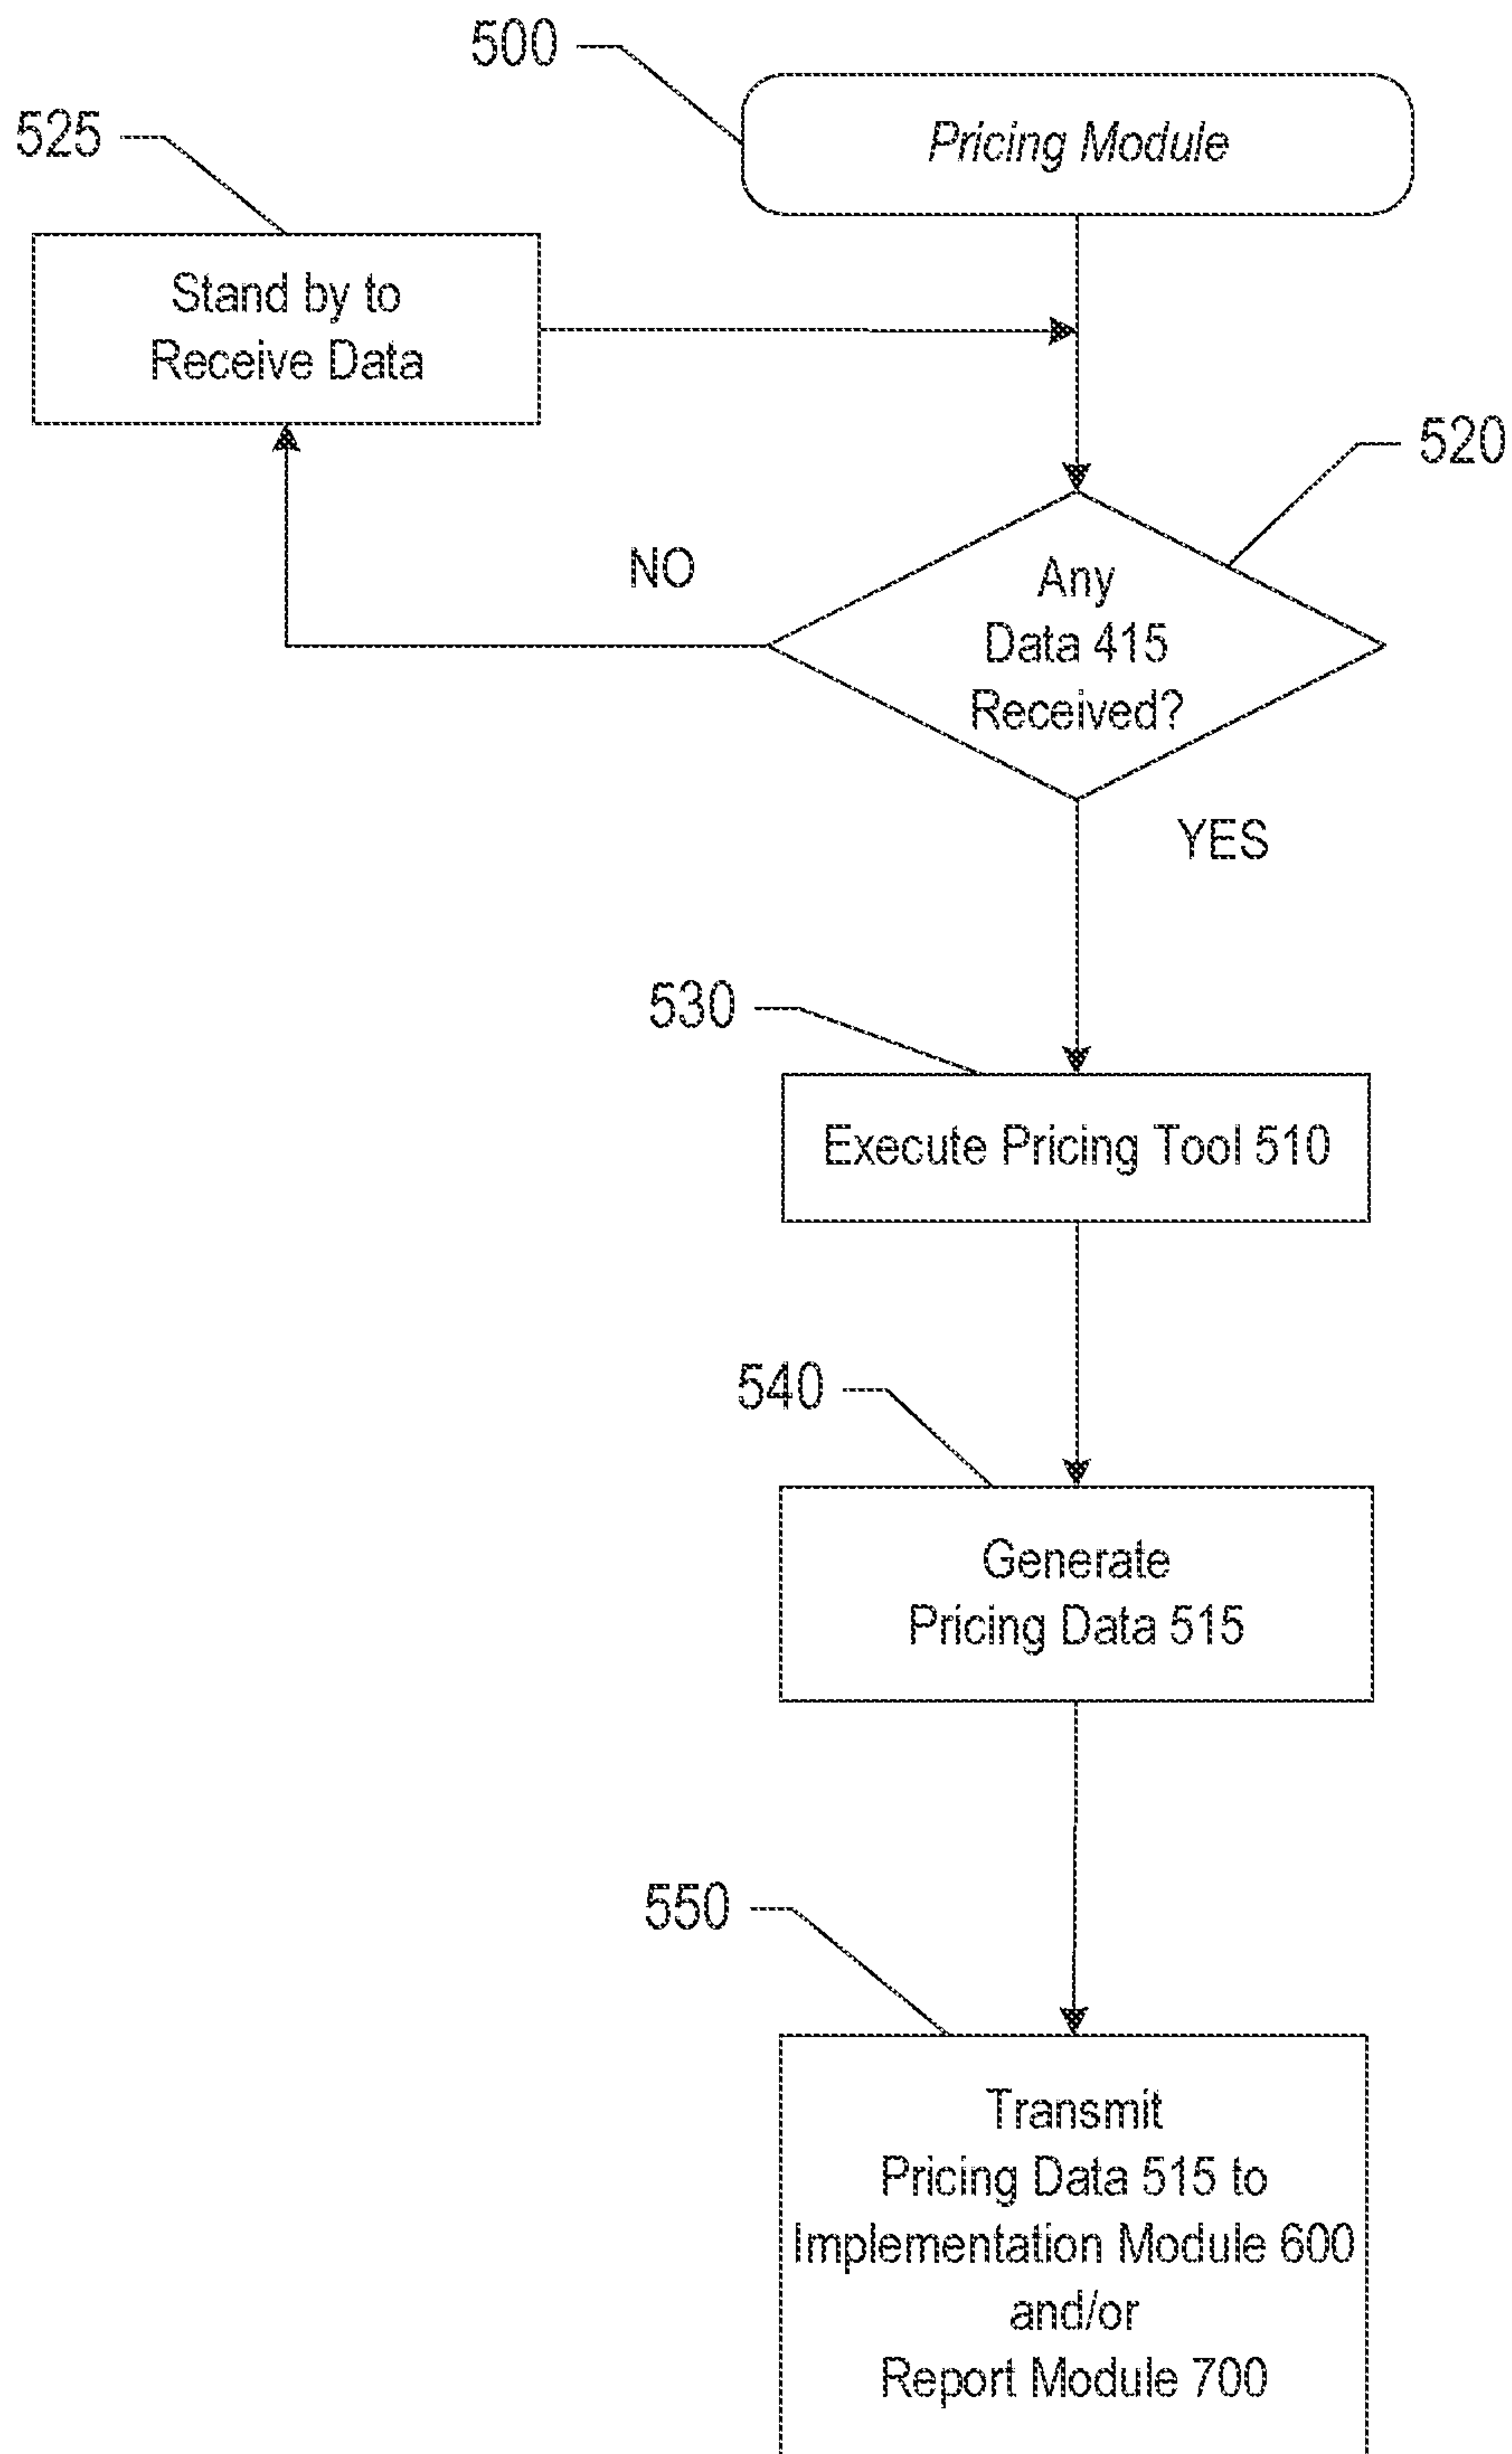 500
Pricing Module
525
Stand by to
Receive Data
520
NO
Any
Data 415
Received?
YES
530
Execute Pricing Tool 510
540
Generate
Pricing Data 515
550
Transmit
Pricing Data 515 to
Implementation Module 600
and/or
Report Module 700